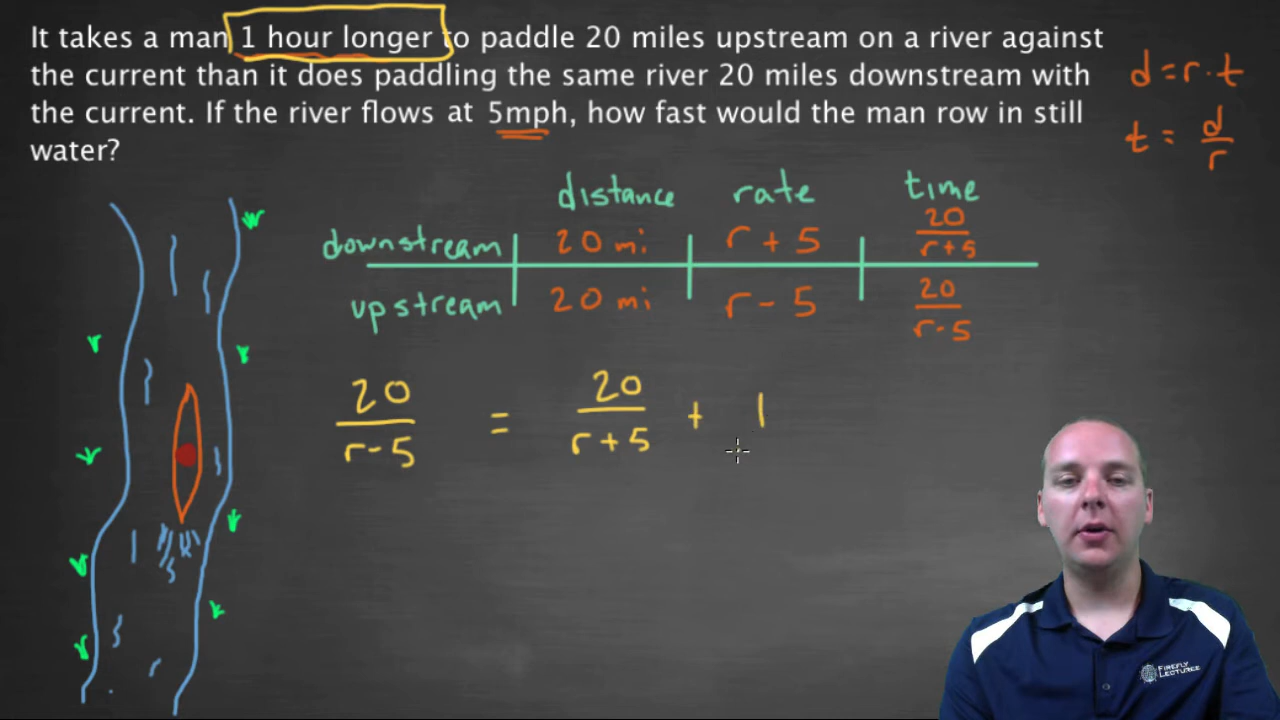 It takes a man 1 hour longer to paddle 20 miles upstream on a river against
the current than it does paddling the same river 20 miles downstream with
the current. If the river flows at 5mph, how fast would the man row in still
water?
d=r·t
t = d/r
distance rate time
downstream 20 mi r+5 20/r+5
upstream 20 mi r-5 20/r-5
20/r-5 = 20/r+5 + 1
FIREFLY
LECTURES